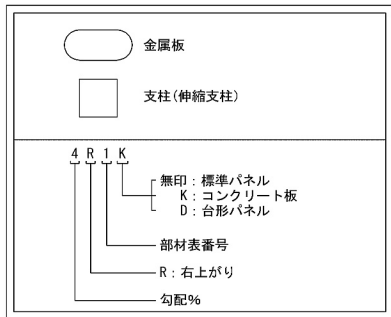 金属板
支柱(伸縮支柱)
4 R 1 K
無印：標準パネル
K：コンクリート板
D：台形パネル
部材表番号
R：右上がり
勾配%